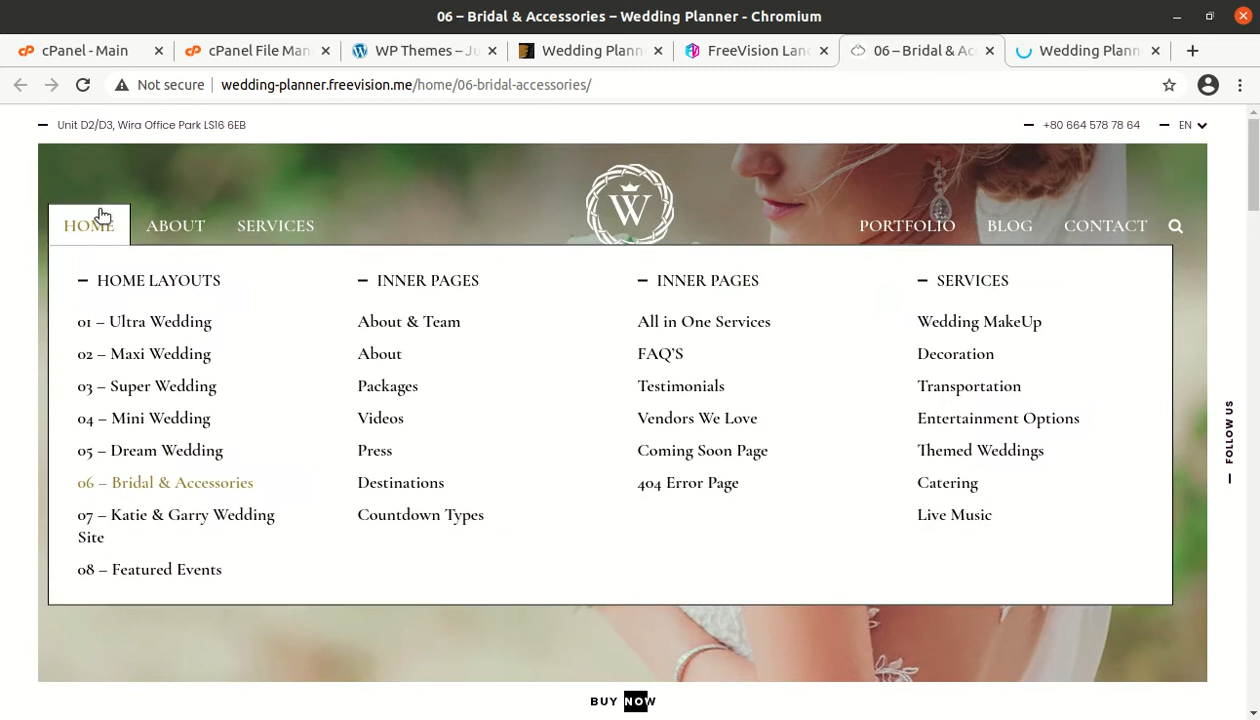 06 – Bridal & Accessories – Wedding Planner - Chromium
cPanel - Main
cPanel File Man
WP Themes – Ju
Wedding Plann
FreeVision Lan
06 – Bridal & Ac
Wedding Plann
Not secure
wedding-planner.freevision.me/home/06-bridal-accessories/
Unit D2/D3, Wira Office Park LS16 6EB
+80 664 578 78 64
EN
HOME
ABOUT
SERVICES
W
PORTFOLIO
BLOG
CONTACT
HOME LAYOUTS
01 – Ultra Wedding
02 – Maxi Wedding
03 – Super Wedding
04 – Mini Wedding
05 – Dream Wedding
06 – Bridal & Accessories
07 – Katie & Garry Wedding
Site
08 – Featured Events
INNER PAGES
About & Team
About
Packages
Videos
Press
Destinations
Countdown Types
INNER PAGES
All in One Services
FAQ'S
Testimonials
Vendors We Love
Coming Soon Page
404 Error Page
SERVICES
Wedding MakeUp
Decoration
Transportation
Entertainment Options
Themed Weddings
Catering
Live Music
FOLLOW US
BUY NOW